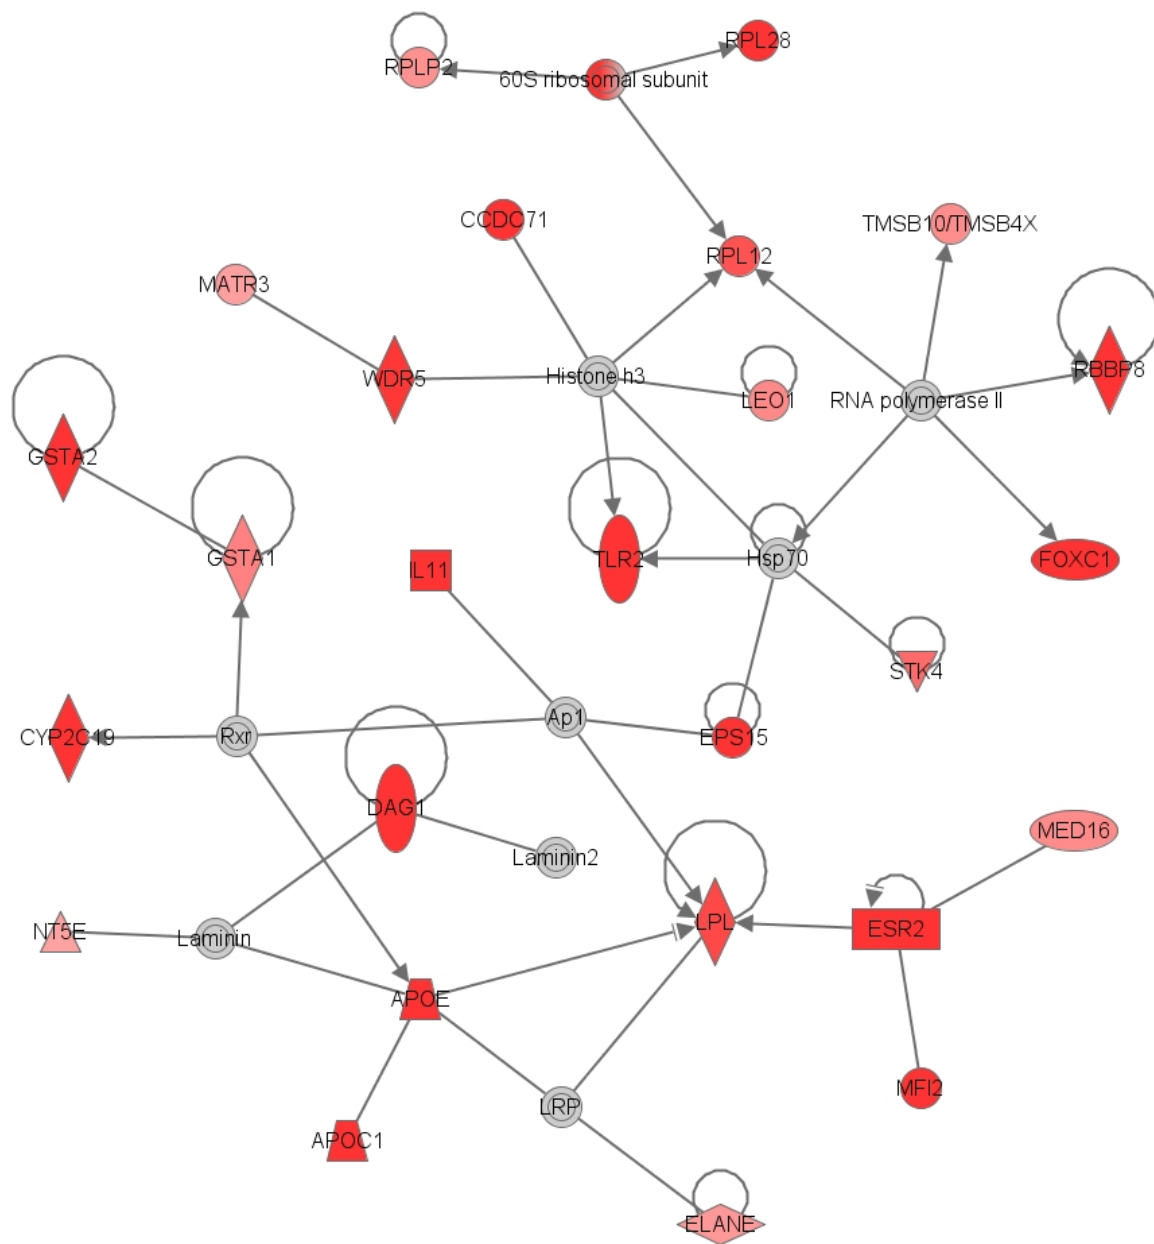 RPL28
RPLP2
60S ribosomal subunit
CCDC71
TMSB10/TMSB4X
RPL12
MATR3
WDR5
Histone h3
RBBP8
LEO1
RNA polymerase II
GSTA2
GSTA1
IL11
TLR2
Hsp70
FOXC1
STK4
Ap1
CYP2C19
Rxr
EPS15
DAG1
MED16
Laminin2
NT5E
Laminin
LPL
ESR2
APOE
MFI2
LRP
APOC1
ELANE